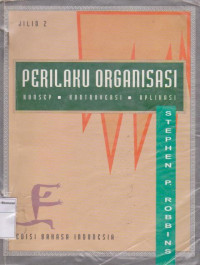 JILID 2
PERILAKU ORGANISASI
KONSEP • KONTROVERSI • APLIKASI
STEPHEN P. ROBBINS
EDISI BAHASA INDONESIA